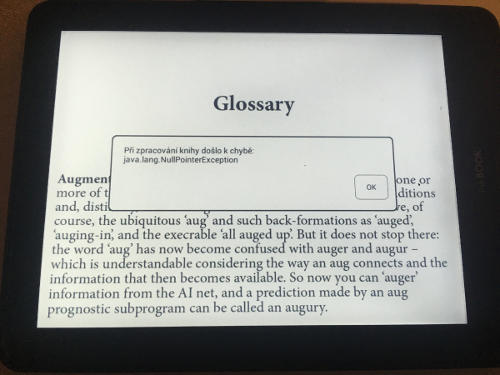 Glossary
Při zpracování knihy došlo k chybě:
java.lang.NullPointerException
OK
Augment one or
more of t ditions
and, disti re, of
course, the ubiquitous ‘aug’ and such back-formations as ‘auged’,
‘auging-in’, and the execrable ‘all auged up’. But it does not stop there:
the word ‘aug’ has now become confused with auger and augur –
which is understandable considering the way an aug connects and the
information that then becomes available. So now you can ‘auger’
information from the AI net, and a prediction made by an aug
prognostic subprogram can be called an augury.